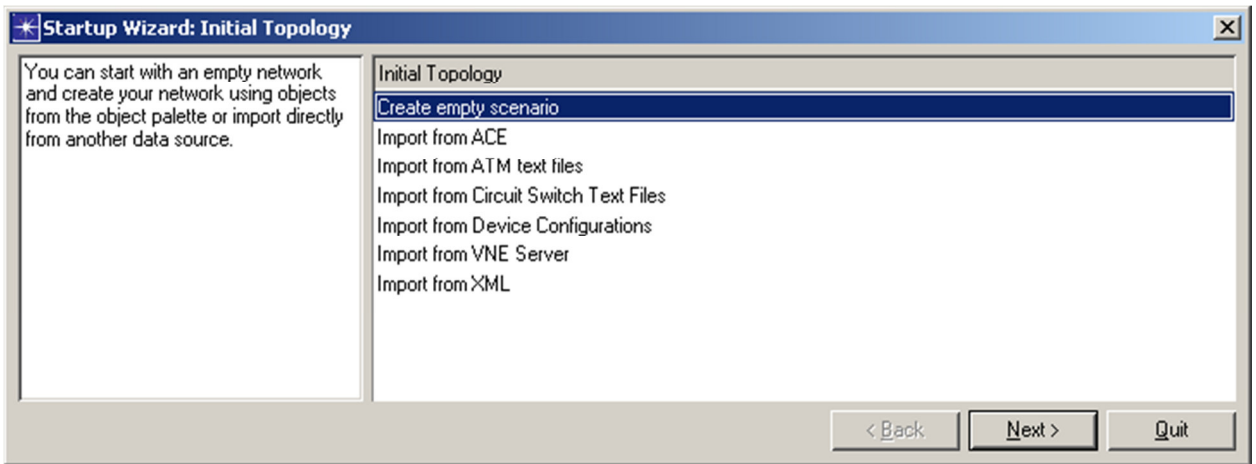 Startup Wizard: Initial Topology
You can start with an empty network
and create your network using objects
from the object palette or import directly
from another data source.
Initial Topology
Create empty scenario
Import from ACE
Import from ATM text files
Import from Circuit Switch Text Files
Import from Device Configurations
Import from VNE Server
Import from XML
< Back
Next >
Quit